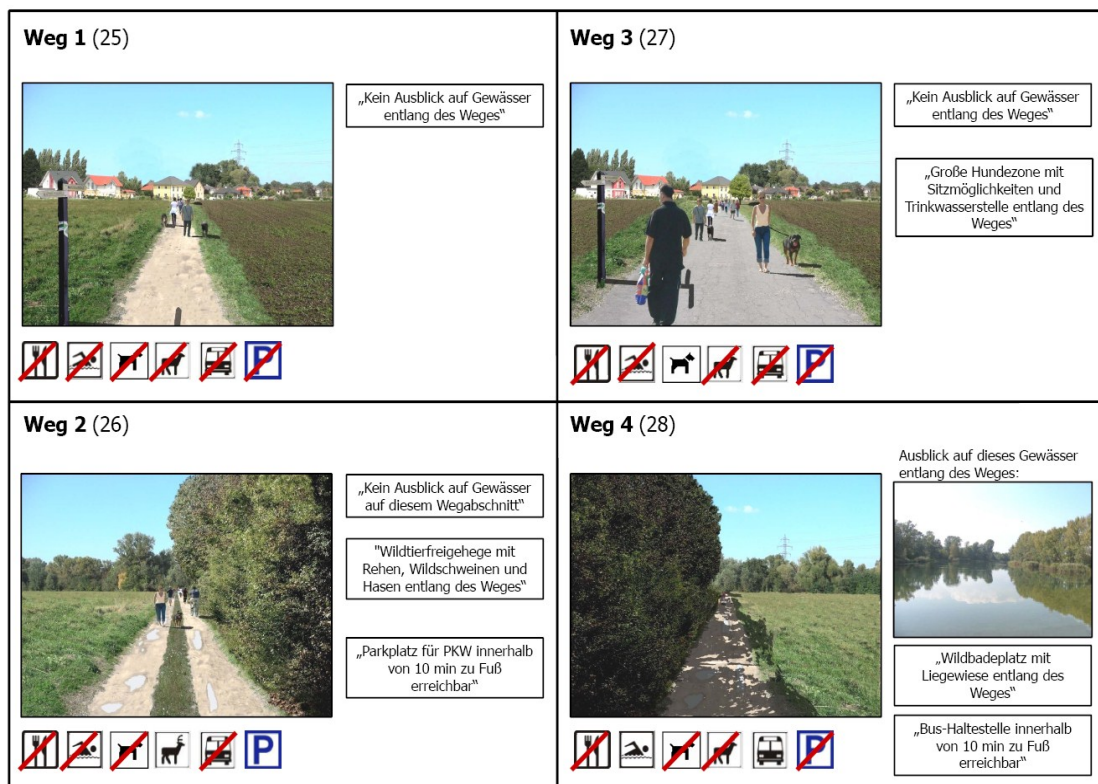 Weg 1 (25)
„Kein Ausblick auf Gewässer
entlang des Weges“
P
Weg 3 (27)
„Kein Ausblick auf Gewässer
entlang des Weges“
„Große Hundezone mit
Sitzmöglichkeiten und
Trinkwasserstelle entlang des
Weges“
P
Weg 2 (26)
„Kein Ausblick auf Gewässer
auf diesem Wegabschnitt“
"Wildtierfreigehege mit
Rehen, Wildschweinen und
Hasen entlang des Weges“
„Parkplatz für PKW innerhalb
von 10 min zu Fuß
erreichbar“
P
Weg 4 (28)
Ausblick auf dieses Gewässer
entlang des Weges:
„Wildbadeplatz mit
Liegewiese entlang des
Weges“
„Bus-Haltestelle innerhalb
von 10 min zu Fuß
erreichbar“
P